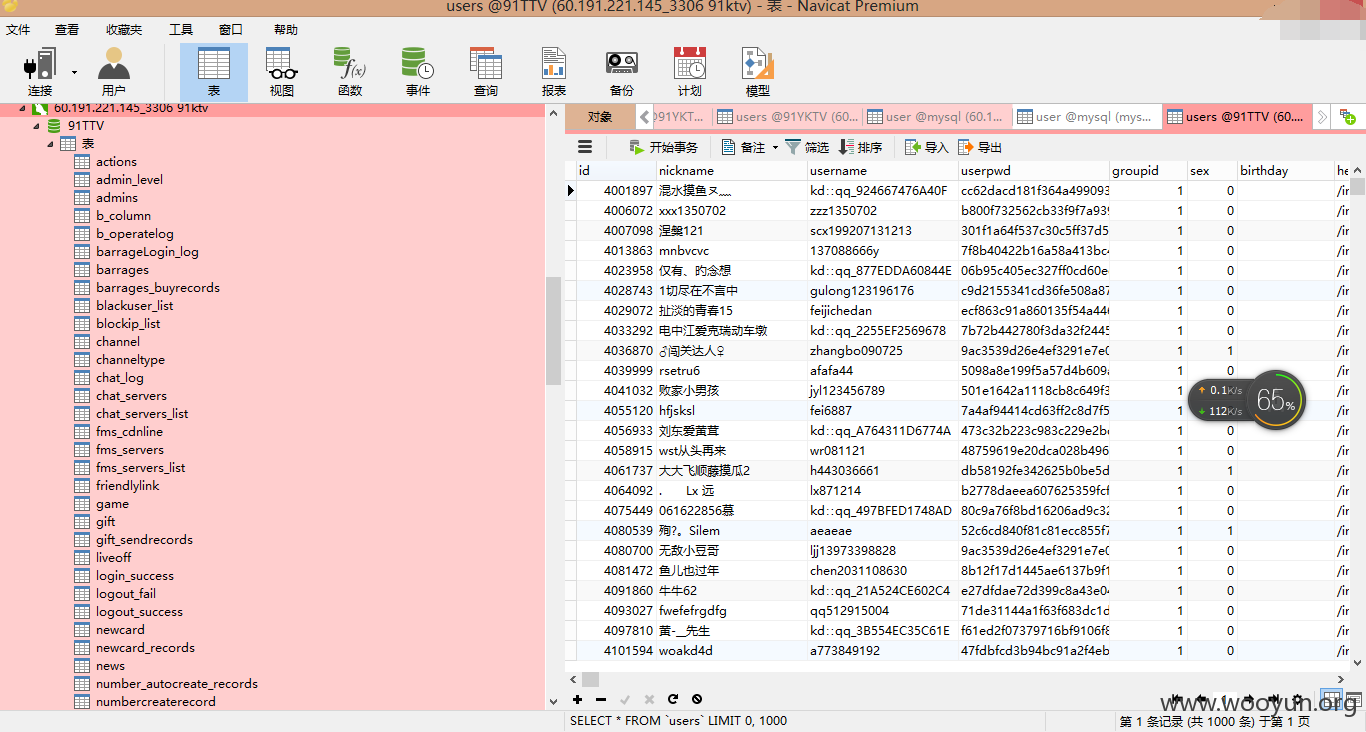 users @91TTV (60.191.221.145_3306 91ktv) - 表 - Navicat Premium
文件 查看 收藏夹 工具 窗口 帮助
连接 用户 表 视图 函数 事件 查询 报表 备份 计划 模型
60.191.221.145_3306 91ktv
91TTV
表
actions
admin_level
admins
b_column
b_operatelog
barrageLogin_log
barrages
barrages_buyrecords
blackuser_list
blockip_list
channel
channeltype
chat_log
chat_servers
chat_servers_list
fms_cdnline
fms_servers
fms_servers_list
friendlylink
game
gift
gift_sendrecords
liveoff
login_success
logout_fail
logout_success
newcard
newcard_records
news
number_autocreate_records
numbercreaterecord
对象 @91YKT... users @91YKTV (60... user @mysql (60.1... user @mysql (mys... users @91TTV (60....
开始事务 备注 筛选 排序 导入 导出
id nickname username userpwd groupid sex birthday he
4001897 混水摸鱼ㄡ﹏ kd::qq_924667476A40F cc62dacd181f364a499093 1 0 /ir
4006072 xxx1350702 zzz1350702 b800f732562cb33f9f7a939 1 0 /ir
4007098 涅槃121 scx199207131213 301f1a64f537c30c5ff37d5 1 0 /ir
4013863 mnbvcvc 137088666y 7f8b40422b16a58a413bc4 1 0 /ir
4023958 仅有、旳念想 kd::qq_877EDDA60844E 06b95c405ec327ff0cd60e 1 0 /ir
4028743 1切尽在不言中 gulong123196176 c9d2155341cd36fe508a87 1 0 /ir
4029072 扯淡的青春15 feijichedan ecf863c91a860135f54a44 1 0 /ir
4033292 电中江爱克瑞动车墩 kd::qq_2255EF2569678 7b72b442780f3da32f2445 1 0 /ir
4036870 ♂闯关达人♀ zhangbo090725 9ac3539d26e4ef3291e7e0 1 1 /ir
4039999 rsetru6 afafa44 5098a8e199f5a57d4b609 1 /ir
4041032 败家小男孩 jyl123456789 501e1642a1118cb8c649f3 /ir
4055120 hfjsksl fei6887 7a4af94414cd63ff2c8d7f5 /ir
4056933 刘东爱黄茸 kd::qq_A764311D6774A 473c32b223c983c229e2b 1 0 /ir
4058915 wst从头再来 wr081121 48759619e20dca028b496 1 0 /ir
4061737 大大飞顺藤摸瓜2 h443036661 db58192fe342625b0be5d 1 1 /ir
4064092 . Lx 远 lx871214 b2778daeea607625359fcf 1 0 /ir
4075449 061622856慕 kd::qq_497BFED1748AD 80c9a76f8bd16206ad9c32 1 0 /ir
4080539 殉?。Silem aeaeae 52c6cd840f81c81ecc855f7 1 1 /ir
4080700 无敌小豆哥 ljj13973398828 9ac3539d26e4ef3291e7e0 1 0 /ir
4081472 鱼儿也过年 chen2031108630 8b12f17d1445ae6137b9f1 1 0 /ir
4091860 牛牛62 kd::qq_21A524CE602C4 e27dfdae72d399c8a43e0 1 0 /ir
4093027 fwefefrgdfg qq512915004 71de31144a1f63f683dc1d 1 0 /ir
4097810 黄-__先生 kd::qq_3B554EC35C61E f61ed2f07379716bf9106f8 1 0 /ir
4101594 woakd4d a773849192 47fdbfcd3b94bc91a2f4eb 1 0 /ir
0.1K/s
112K/s
65%
www.wooyun.org
SELECT * FROM `users` LIMIT 0, 1000 第 1 条记录 (共 1000 条) 于第 1 页